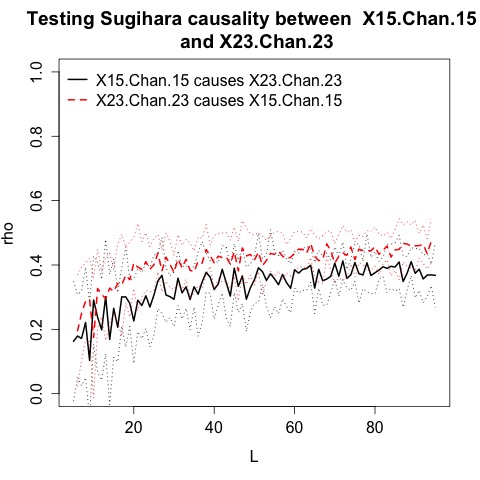 Testing Sugihara causality between  X15.Chan.15
and X23.Chan.23
X15.Chan.15 causes X23.Chan.23
X23.Chan.23 causes X15.Chan.15
1.0
0.8
0.6
0.4
0.2
0.0
rho
20 40 60 80
L